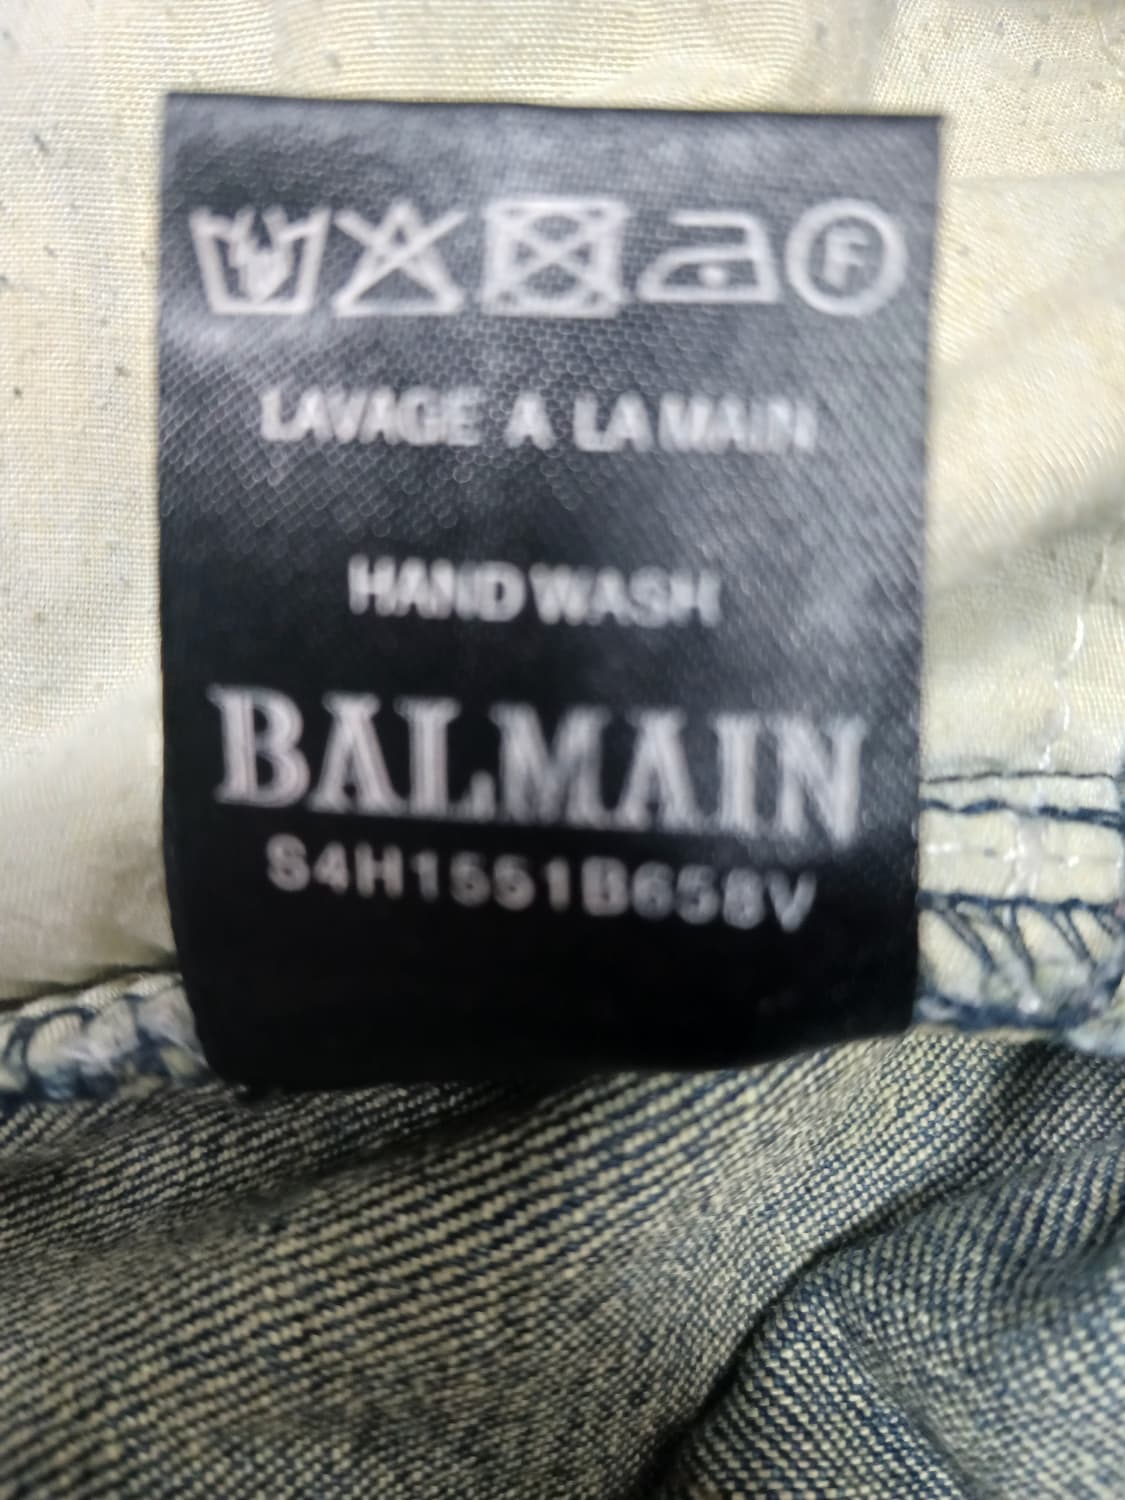 F
LAVAGE A LA MAIN
HAND WASH
BALMAIN
S4H1551B658V